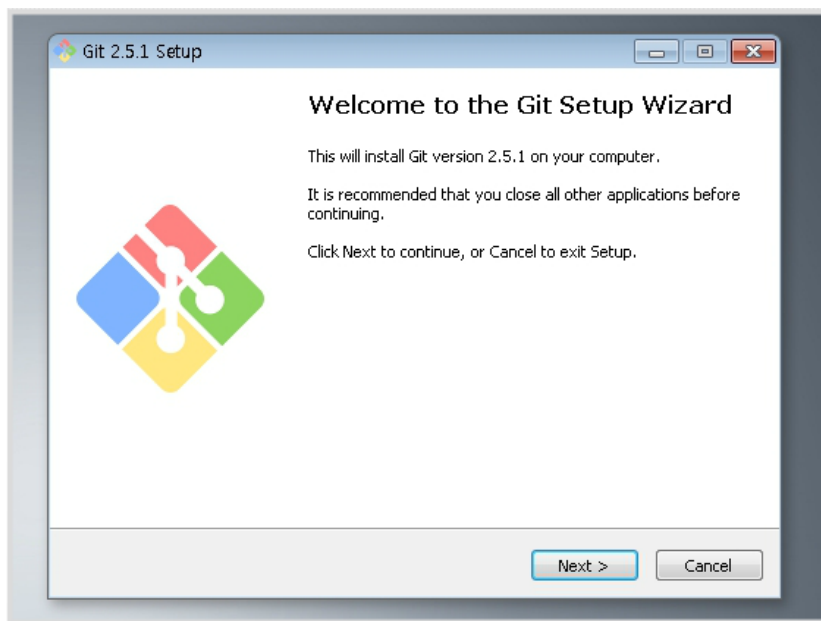 Git 2.5.1 Setup
Welcome to the Git Setup Wizard
This will install Git version 2.5.1 on your computer.
It is recommended that you close all other applications before
continuing.
Click Next to continue, or Cancel to exit Setup.
Next >
Cancel